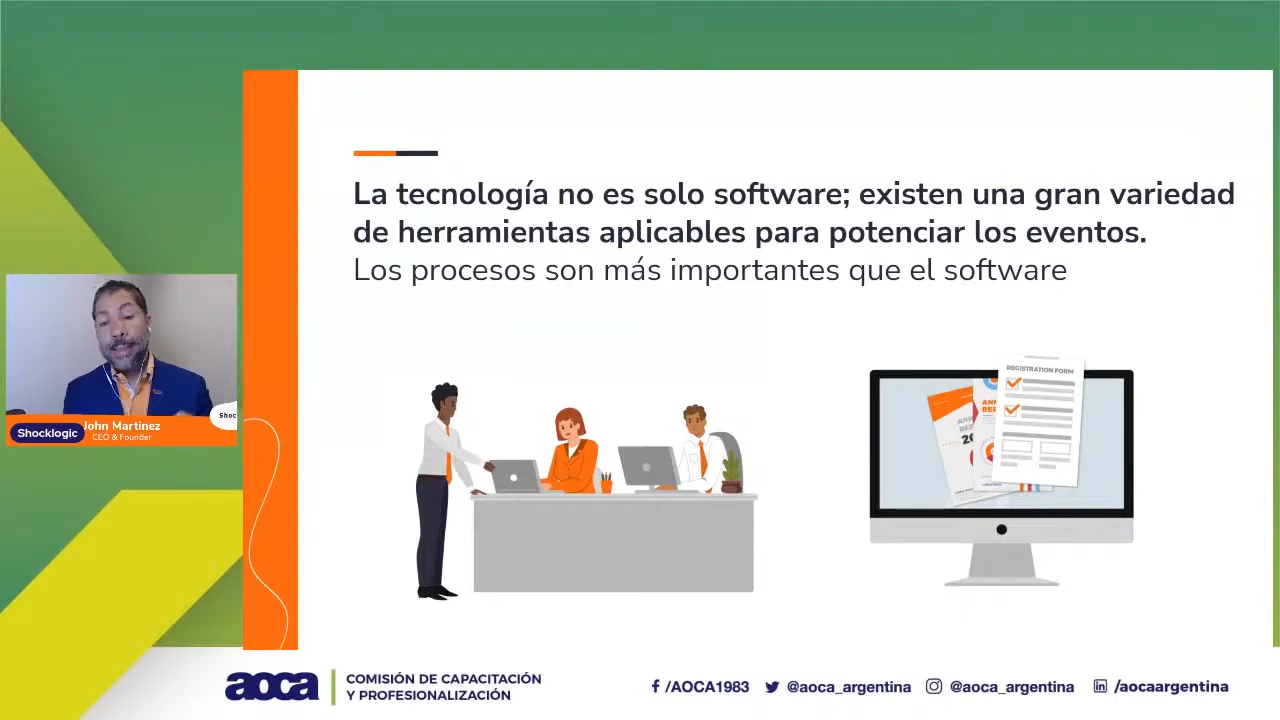 La tecnología no es solo software; existen una gran variedad
de herramientas aplicables para potenciar los eventos.
Los procesos son más importantes que el software
REGISTRATION FORM
Shoc
John Martinez
Shocklogic
CEO & Founder
aoca
COMISIÓN DE CAPACITACIÓN
Y PROFESIONALIZACIÓN
/AOCA1983
@aoca_argentina
@aoca_argentina
/aocaargentina